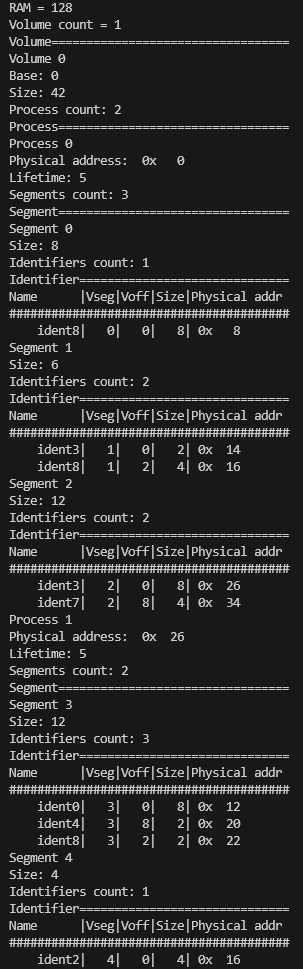 RAM = 128
Volume count = 1
Volume==================================
Volume 0
Base: 0
Size: 42
Process count: 2
Process=================================
Process 0
Physical address:  0x   0
Lifetime: 5
Segments count: 3
Segment=================================
Segment 0
Size: 8
Identifiers count: 1
Identifier==============================
Name      |Vseg|Voff|Size|Physical addr
########################################
    ident8|   0|   0|   8| 0x   8
Segment 1
Size: 6
Identifiers count: 2
Identifier==============================
Name      |Vseg|Voff|Size|Physical addr
########################################
    ident3|   1|   0|   2| 0x  14
    ident8|   1|   2|   4| 0x  16
Segment 2
Size: 12
Identifiers count: 2
Identifier==============================
Name      |Vseg|Voff|Size|Physical addr
########################################
    ident3|   2|   0|   8| 0x  26
    ident7|   2|   8|   4| 0x  34
Process 1
Physical address:  0x  26
Lifetime: 5
Segments count: 2
Segment=================================
Segment 3
Size: 12
Identifiers count: 3
Identifier==============================
Name      |Vseg|Voff|Size|Physical addr
########################################
    ident0|   3|   0|   8| 0x  12
    ident4|   3|   8|   2| 0x  20
    ident8|   3|   2|   2| 0x  22
Segment 4
Size: 4
Identifiers count: 1
Identifier==============================
Name      |Vseg|Voff|Size|Physical addr
########################################
    ident2|   4|   0|   4| 0x  16